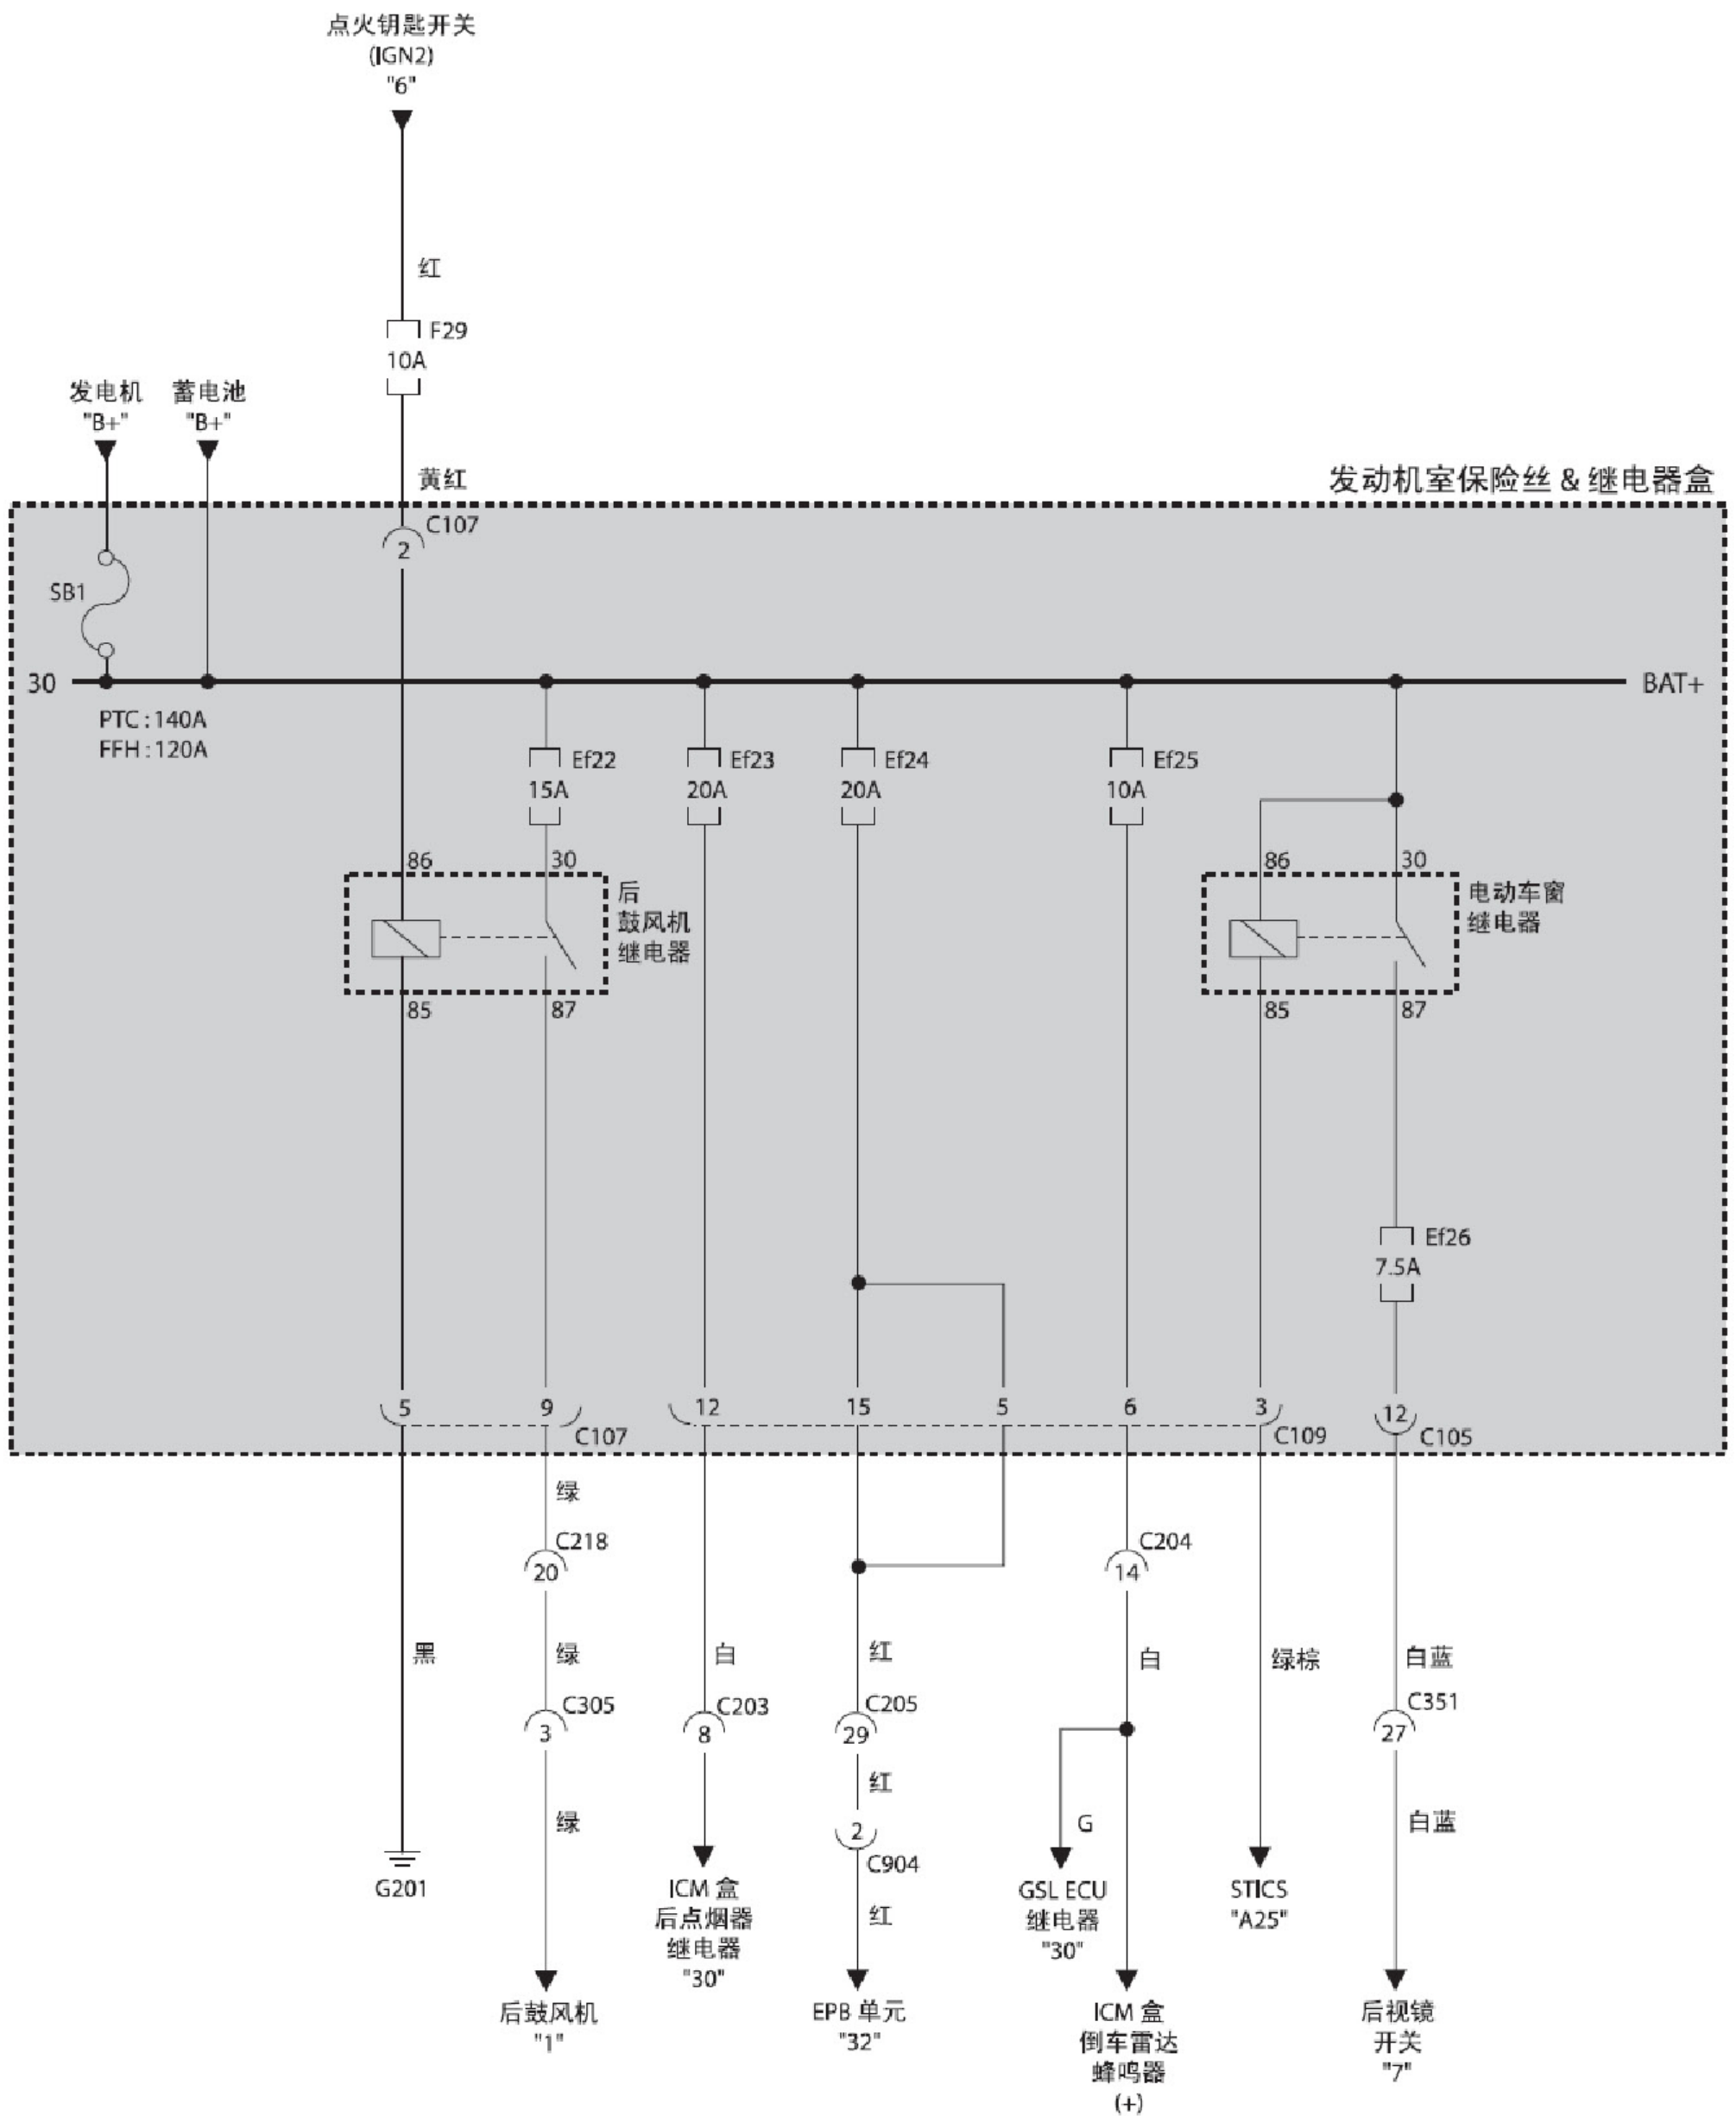 点火钥匙开关
(IGN2)
"6"
红
F29
10A
发电机
"B+"
蓄电池
"B+"
黄红
发动机室保险丝 & 继电器盒
C107
2
SB1
30
BAT+
PTC : 140A
FFH : 120A
Ef22
15A
Ef23
20A
Ef24
20A
Ef25
10A
86
30
后
鼓风机
继电器
85
87
86
30
电动车窗
继电器
85
87
Ef26
7.5A
5
9
C107
12
15
5
6
3
C109
12
C105
绿
C218
20
C204
14
黑
绿
白
红
白
绿棕
白蓝
C305
3
C203
8
C205
29
C351
27
红
绿
2
C904
G
白蓝
G201
ICM 盒
后点烟器
继电器
"30"
红
GSL ECU
继电器
"30"
STICS
"A25"
后鼓风机
"1"
EPB 单元
"32"
ICM 盒
倒车雷达
蜂鸣器
(+)
后视镜
开关
"7"